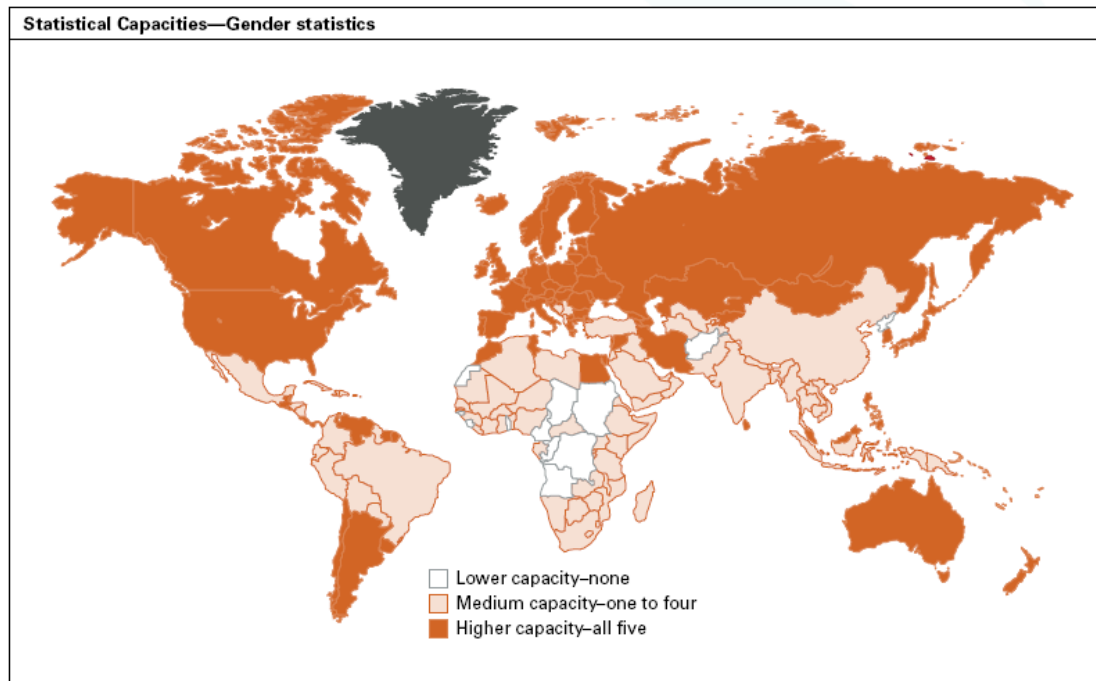 Statistical Capacities—Gender statistics
Lower capacity–none
Medium capacity–one to four
Higher capacity–all five